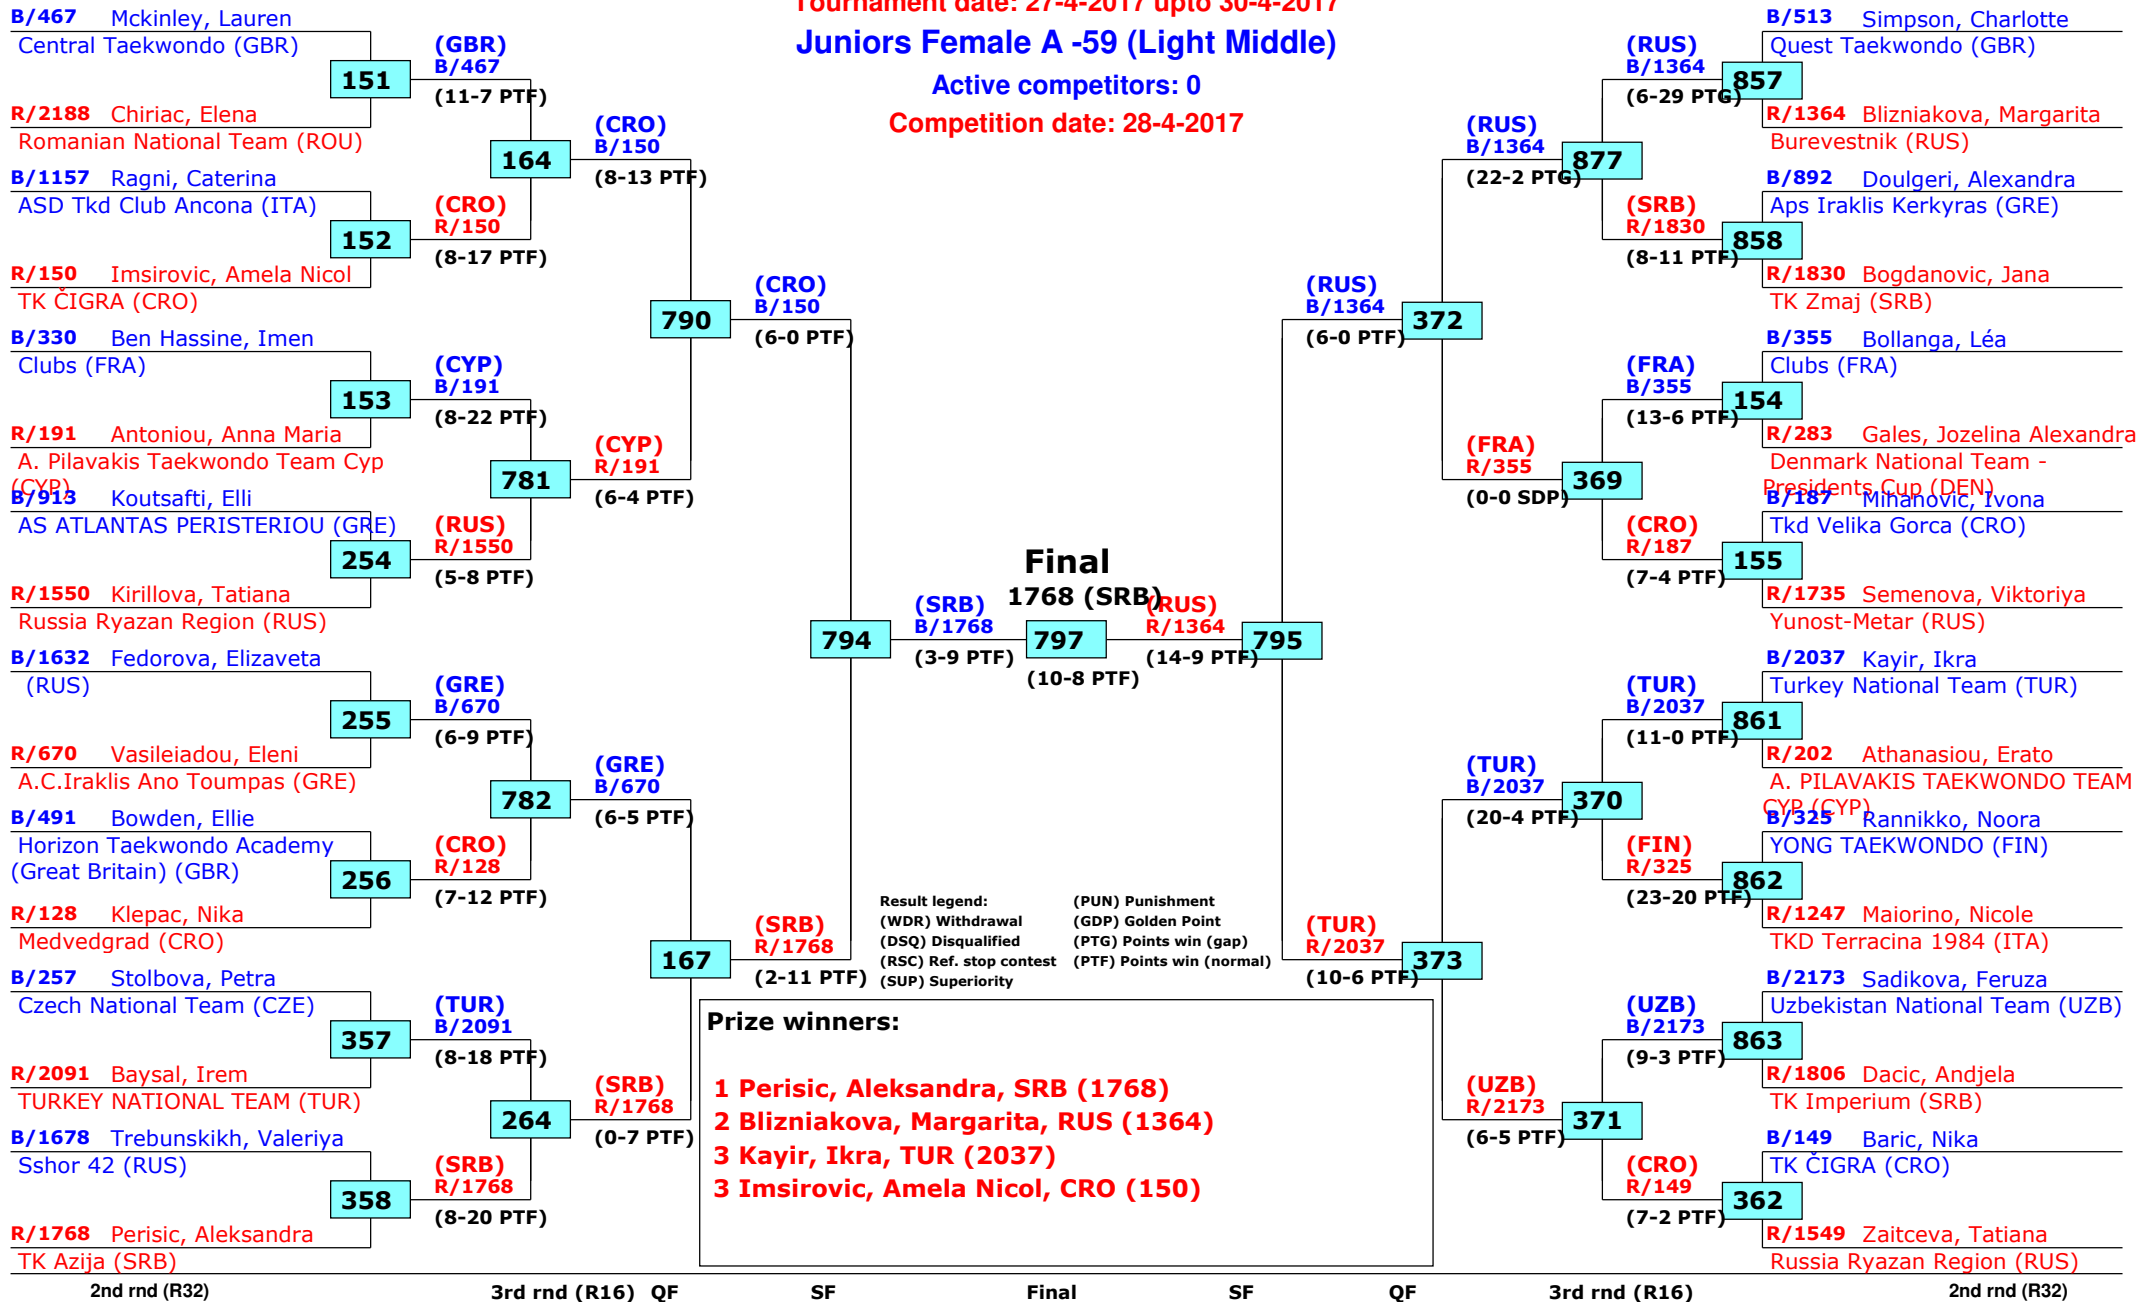 Tournament date: 27-4-2017 upto 30-4-2017
Juniors Female A -59 (Light Middle)
Active competitors: 0
Competition date: 28-4-2017
B/467 Mckinley, Lauren
Central Taekwondo (GBR)
151
R/2188 Chiriac, Elena
Romanian National Team (ROU)
B/1157 Ragni, Caterina
ASD Tkd Club Ancona (ITA)
152
R/150 Imsirovic, Amela Nicol
TK ČIGRA (CRO)
B/330 Ben Hassine, Imen
Clubs (FRA)
153
R/191 Antoniou, Anna Maria
A. Pilavakis Taekwondo Team Cyp
(CYP)
B/913 Koutsafti, Elli
AS ATLANTAS PERISTERIOU (GRE)
254
R/1550 Kirillova, Tatiana
Russia Ryazan Region (RUS)
B/1632 Fedorova, Elizaveta
(RUS)
255
R/670 Vasileiadou, Eleni
A.C.Iraklis Ano Toumpas (GRE)
B/491 Bowden, Ellie
Horizon Taekwondo Academy
(Great Britain) (GBR)
256
R/128 Klepac, Nika
Medvedgrad (CRO)
B/257 Stolbova, Petra
Czech National Team (CZE)
357
R/2091 Baysal, Irem
TURKEY NATIONAL TEAM (TUR)
B/1678 Trebunskikh, Valeriya
Sshor 42 (RUS)
358
R/1768 Perisic, Aleksandra
TK Azija (SRB)
(GBR)
B/467
(11-7 PTF)
164
(CRO)
R/150
(8-17 PTF)
(CYP)
B/191
(8-22 PTF)
781
(RUS)
R/1550
(5-8 PTF)
(GRE)
B/670
(6-9 PTF)
782
(CRO)
R/128
(7-12 PTF)
(TUR)
B/2091
(8-18 PTF)
264
(SRB)
R/1768
(8-20 PTF)
(CRO)
B/150
(8-13 PTF)
790
(CYP)
R/191
(6-4 PTF)
(GRE)
B/670
(6-5 PTF)
167
(SRB)
R/1768
(0-7 PTF)
(CRO)
B/150
(6-0 PTF)
794
(SRB)
R/1768
(2-11 PTF)
(SRB)
B/1768
(3-9 PTF)
Final
1768 (SRB)
797
(10-8 PTF)
(RUS)
R/1364
(14-9 PTF)
795
(RUS)
B/1364
(6-0 PTF)
372
(TUR)
R/2037
(10-6 PTF)
373
(RUS)
B/1364
(22-2 PTG)
877
(FRA)
R/355
(0-0 SDP)
369
(TUR)
B/2037
(20-4 PTF)
370
(UZB)
R/2173
(6-5 PTF)
371
(RUS)
B/1364
(6-29 PTG)
857
(SRB)
R/1830
(8-11 PTF)
858
(FRA)
B/355
(13-6 PTF)
154
(CRO)
R/187
(7-4 PTF)
155
(TUR)
B/2037
(11-0 PTF)
861
(FIN)
R/325
(23-20 PTF)
862
(UZB)
B/2173
(9-3 PTF)
863
(CRO)
R/149
(7-2 PTF)
362
B/513 Simpson, Charlotte
Quest Taekwondo (GBR)
R/1364 Blizniakova, Margarita
Burevestnik (RUS)
B/892 Doulgeri, Alexandra
Aps Iraklis Kerkyras (GRE)
R/1830 Bogdanovic, Jana
TK Zmaj (SRB)
B/355 Bollanga, Léa
Clubs (FRA)
R/283 Gales, Jozelina Alexandra
Denmark National Team -
Presidents Cup (DEN)
B/187 Mihanovic, Ivona
Tkd Velika Gorca (CRO)
R/1735 Semenova, Viktoriya
Yunost-Metar (RUS)
B/2037 Kayir, Ikra
Turkey National Team (TUR)
R/202 Athanasiou, Erato
A. PILAVAKIS TAEKWONDO TEAM
CYP (CYP)
B/325 Rannikko, Noora
YONG TAEKWONDO (FIN)
R/1247 Maiorino, Nicole
TKD Terracina 1984 (ITA)
B/2173 Sadikova, Feruza
Uzbekistan National Team (UZB)
R/1806 Dacic, Andjela
TK Imperium (SRB)
B/149 Baric, Nika
TK ČIGRA (CRO)
R/1549 Zaitceva, Tatiana
Russia Ryazan Region (RUS)
Result legend: (PUN) Punishment
(WDR) Withdrawal (GDP) Golden Point
(DSQ) Disqualified (PTG) Points win (gap)
(RSC) Ref. stop contest (PTF) Points win (normal)
(SUP) Superiority
Prize winners:
1 Perisic, Aleksandra, SRB (1768)
2 Blizniakova, Margarita, RUS (1364)
3 Kayir, Ikra, TUR (2037)
3 Imsirovic, Amela Nicol, CRO (150)
2nd rnd (R32) 3rd rnd (R16) QF SF Final SF QF 3rd rnd (R16) 2nd rnd (R32)